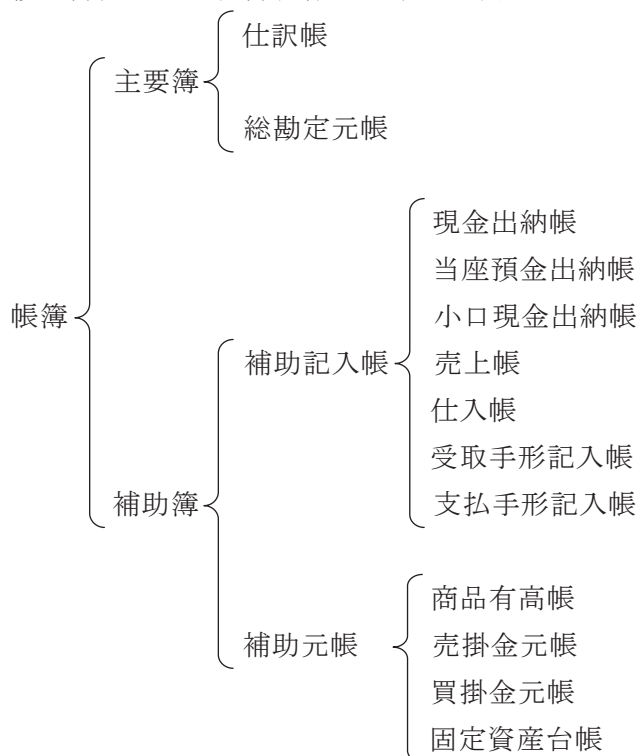 仕訳帳
主要簿
総勘定元帳
現金出納帳
当座預金出納帳
帳簿
小口現金出納帳
補助記入帳
売上帳
仕入帳
受取手形記入帳
補助簿
支払手形記入帳
商品有高帳
補助元帳
売掛金元帳
買掛金元帳
固定資産台帳